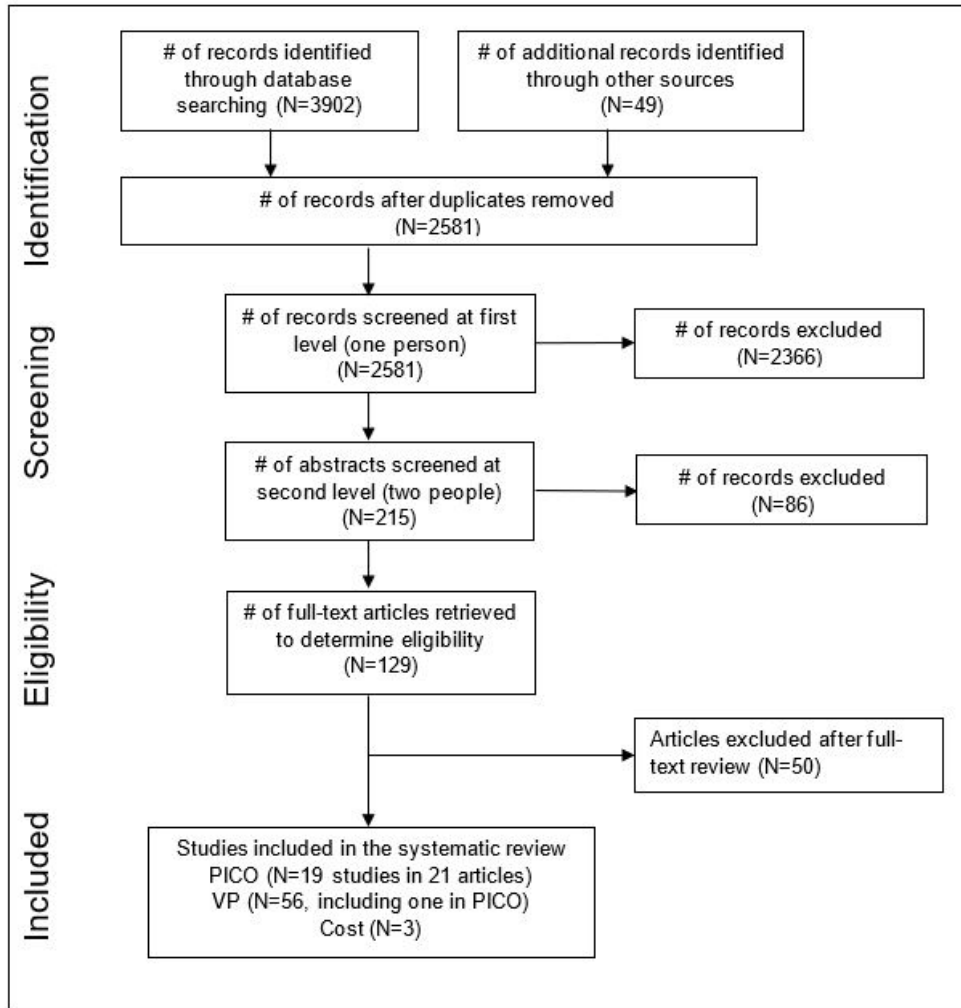 Identification
# of records identified
through database
searching (N=3902)
# of additional records identified
through other sources
(N=49)
# of records after duplicates removed
(N=2581)
Screening
# of records screened at first
level (one person)
(N=2581)
# of records excluded
(N=2366)
# of abstracts screened at
second level (two people)
(N=215)
# of records excluded
(N=86)
Eligibility
# of full-text articles retrieved
to determine eligibility
(N=129)
Articles excluded after full-
text review (N=50)
Included
Studies included in the systematic review
PICO (N=19 studies in 21 articles)
VP (N=56, including one in PICO)
Cost (N=3)